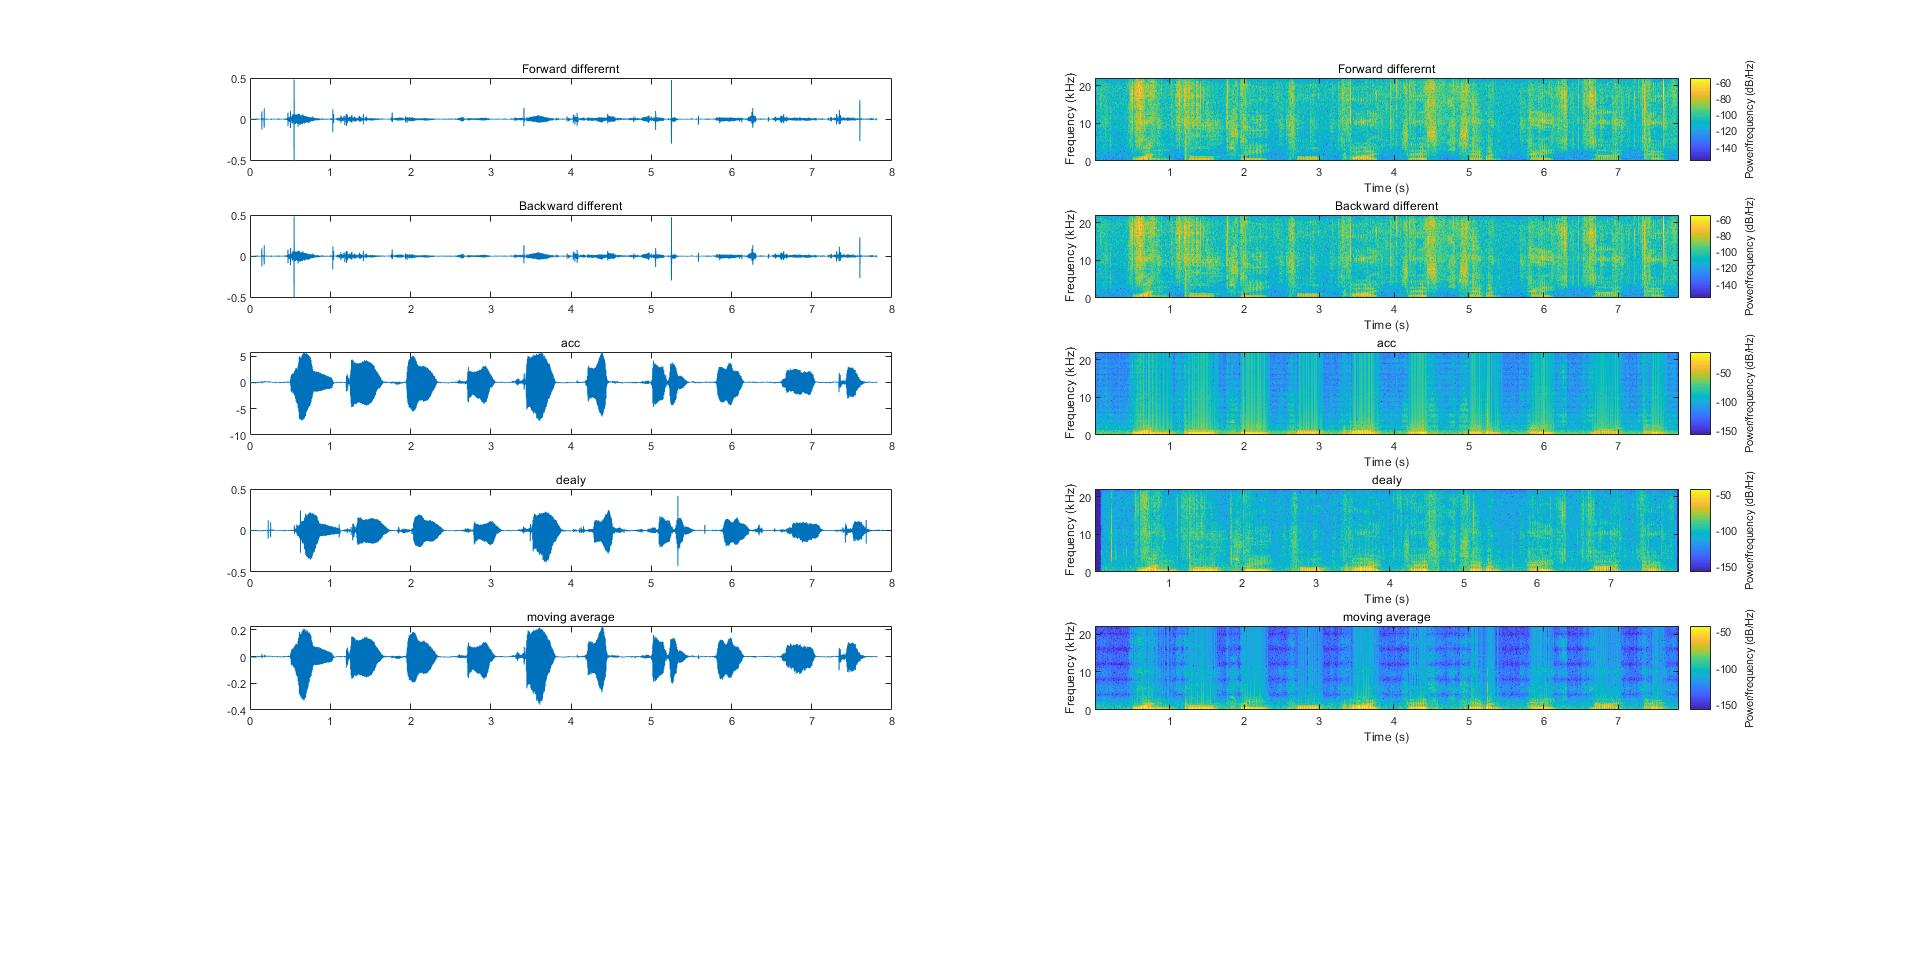 Forward differernt
0.5
0
-0.5
0 1 2 3 4 5 6 7 8
Backward different
0.5
0
-0.5
0 1 2 3 4 5 6 7 8
acc
5
0
-5
-10
0 1 2 3 4 5 6 7 8
dealy
0.5
0
-0.5
0 1 2 3 4 5 6 7 8
moving average
0.2
0
-0.2
-0.4
0 1 2 3 4 5 6 7 8
Forward differernt
Frequency (kHz)
20
10
0
1 2 3 4 5 6 7
Time (s)
-60
-80
-100
-120
-140
Power/frequency (dB/Hz)
Backward different
Frequency (kHz)
20
10
0
1 2 3 4 5 6 7
Time (s)
-60
-80
-100
-120
-140
Power/frequency (dB/Hz)
acc
Frequency (kHz)
20
10
0
1 2 3 4 5 6 7
Time (s)
-50
-100
-150
Power/frequency (dB/Hz)
dealy
Frequency (kHz)
20
10
0
1 2 3 4 5 6 7
Time (s)
-50
-100
-150
Power/frequency (dB/Hz)
moving average
Frequency (kHz)
20
10
0
1 2 3 4 5 6 7
Time (s)
-50
-100
-150
Power/frequency (dB/Hz)